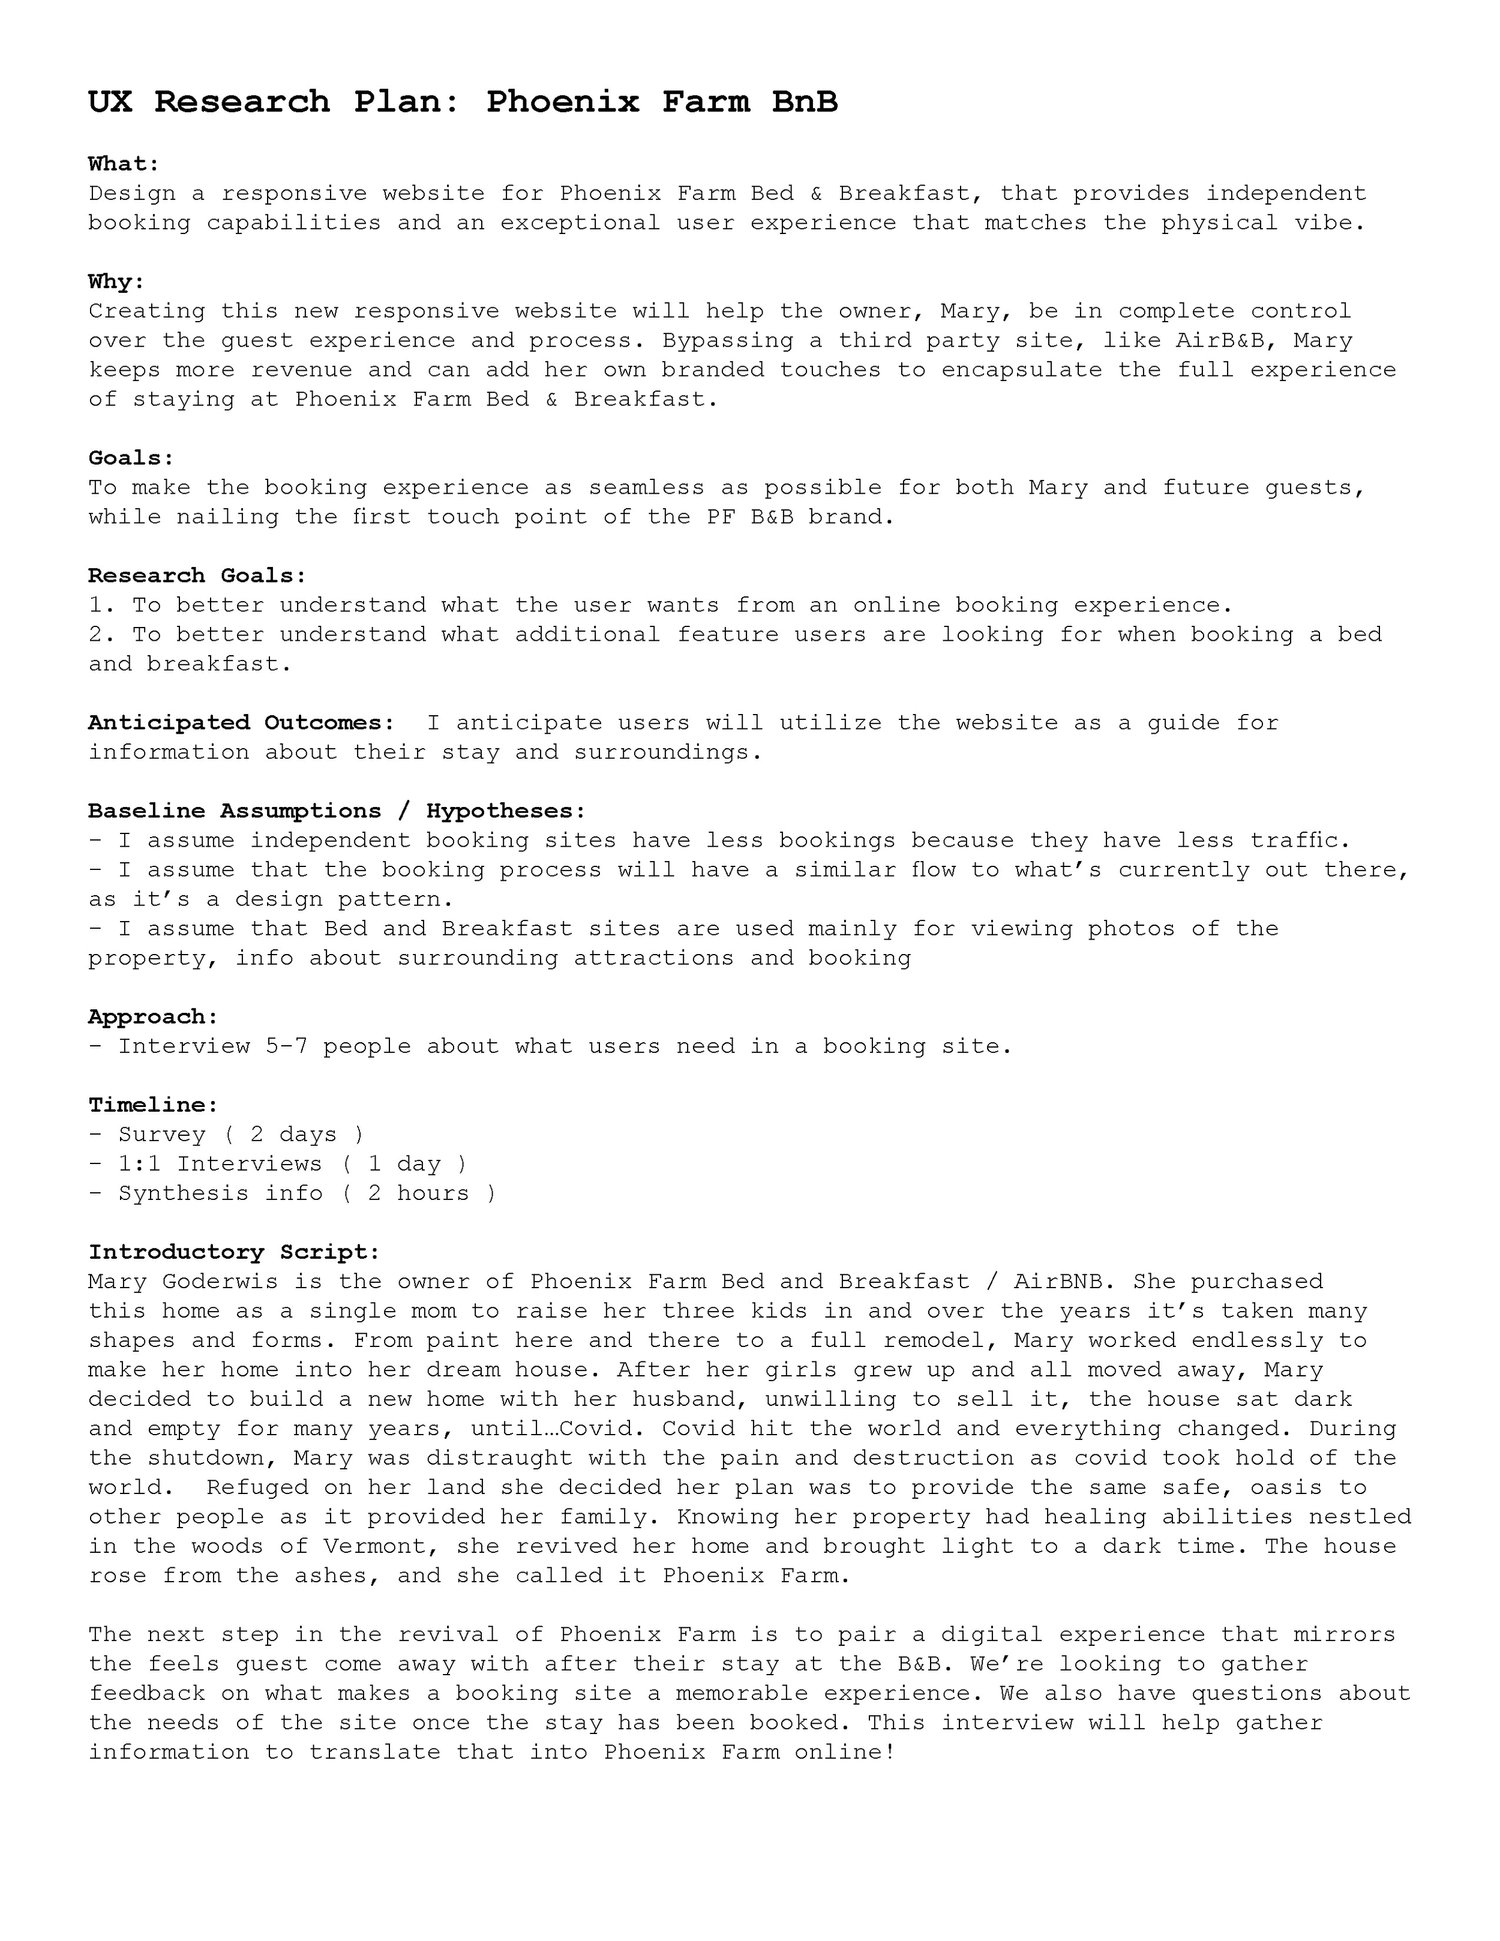 UX Research Plan: Phoenix Farm BnB
What:
Design a responsive website for Phoenix Farm Bed & Breakfast, that provides independent
booking capabilities and an exceptional user experience that matches the physical vibe.
Why:
Creating this new responsive website will help the owner, Mary, be in complete control
over the guest experience and process. Bypassing a third party site, like AirB&B, Mary
keeps more revenue and can add her own branded touches to encapsulate the full experience
of staying at Phoenix Farm Bed & Breakfast.
Goals:
To make the booking experience as seamless as possible for both Mary and future guests,
while nailing the first touch point of the PF B&B brand.
Research Goals:
1. To better understand what the user wants from an online booking experience.
2. To better understand what additional feature users are looking for when booking a bed
and breakfast.
Anticipated Outcomes:  I anticipate users will utilize the website as a guide for
information about their stay and surroundings.
Baseline Assumptions / Hypotheses:
- I assume independent booking sites have less bookings because they have less traffic.
- I assume that the booking process will have a similar flow to what's currently out there,
as it's a design pattern.
- I assume that Bed and Breakfast sites are used mainly for viewing photos of the
property, info about surrounding attractions and booking
Approach:
- Interview 5-7 people about what users need in a booking site.
Timeline:
- Survey ( 2 days )
- 1:1 Interviews ( 1 day )
- Synthesis info ( 2 hours )
Introductory Script:
Mary Goderwis is the owner of Phoenix Farm Bed and Breakfast / AirBNB. She purchased
this home as a single mom to raise her three kids in and over the years it's taken many
shapes and forms. From paint here and there to a full remodel, Mary worked endlessly to
make her home into her dream house. After her girls grew up and all moved away, Mary
decided to build a new home with her husband, unwilling to sell it, the house sat dark
and empty for many years, until…Covid. Covid hit the world and everything changed. During
the shutdown, Mary was distraught with the pain and destruction as covid took hold of the
world.  Refuged on her land she decided her plan was to provide the same safe, oasis to
other people as it provided her family. Knowing her property had healing abilities nestled
in the woods of Vermont, she revived her home and brought light to a dark time. The house
rose from the ashes, and she called it Phoenix Farm.
The next step in the revival of Phoenix Farm is to pair a digital experience that mirrors
the feels guest come away with after their stay at the B&B. We're looking to gather
feedback on what makes a booking site a memorable experience. We also have questions about
the needs of the site once the stay has been booked. This interview will help gather
information to translate that into Phoenix Farm online!